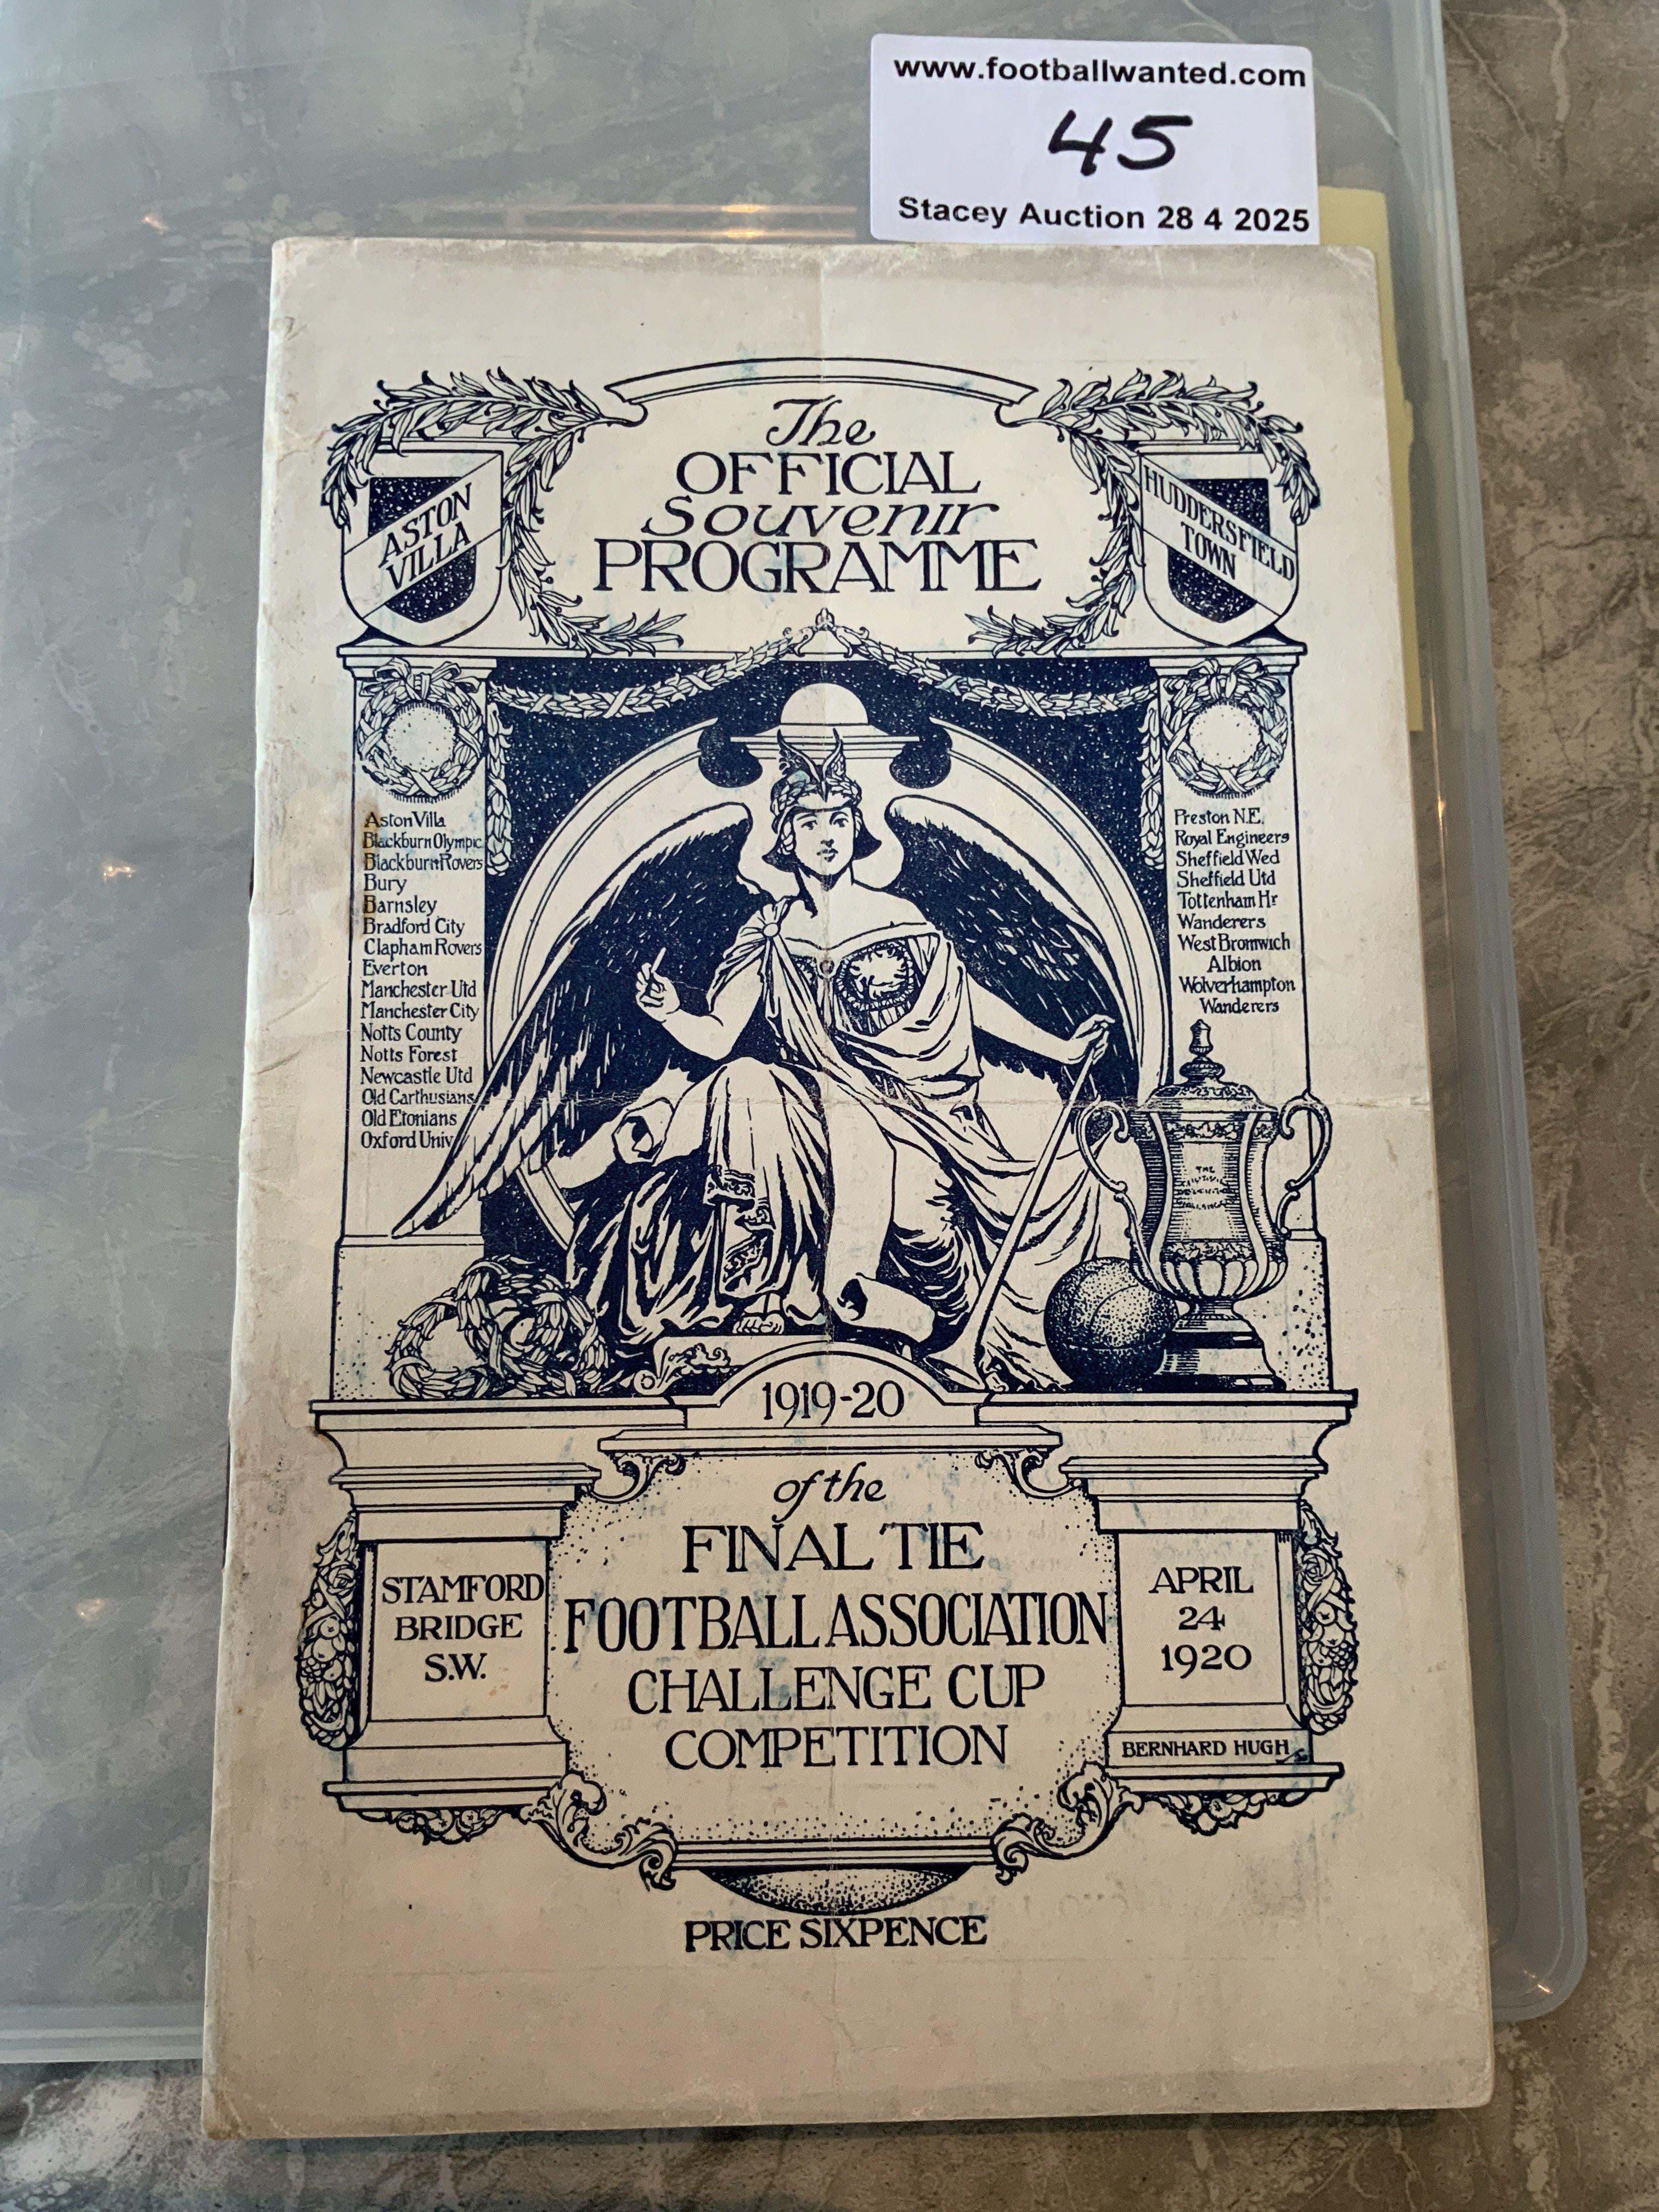 www.footballwanted.com
45
Stacey Auction 28 4 2025
The
OFFICIAL
Souvenir
PROGRAMME
ASTON
VILLA
HUDDERSFIELD
TOWN
Aston Villa
Blackburn Olympic
Blackburn Rovers
Bury
Barnsley
Bradford City
Clapham Rovers
Everton
Manchester Utd
Manchester City
Notts County
Notts Forest
Newcastle Utd
Old Carthusians
Old Etonians
Oxford Univ
Preston N.E.
Royal Engineers
Sheffield Wed
Sheffield Utd
Tottenham Hr
Wanderers
West Bromwich
Albion
Wolverhampton
Wanderers
THE
1919-20
of the
FINAL TIE
FOOTBALL ASSOCIATION
CHALLENGE CUP
COMPETITION
STAMFORD
BRIDGE
S.W.
APRIL
24
1920
BERNHARD HUGH
PRICE SIXPENCE